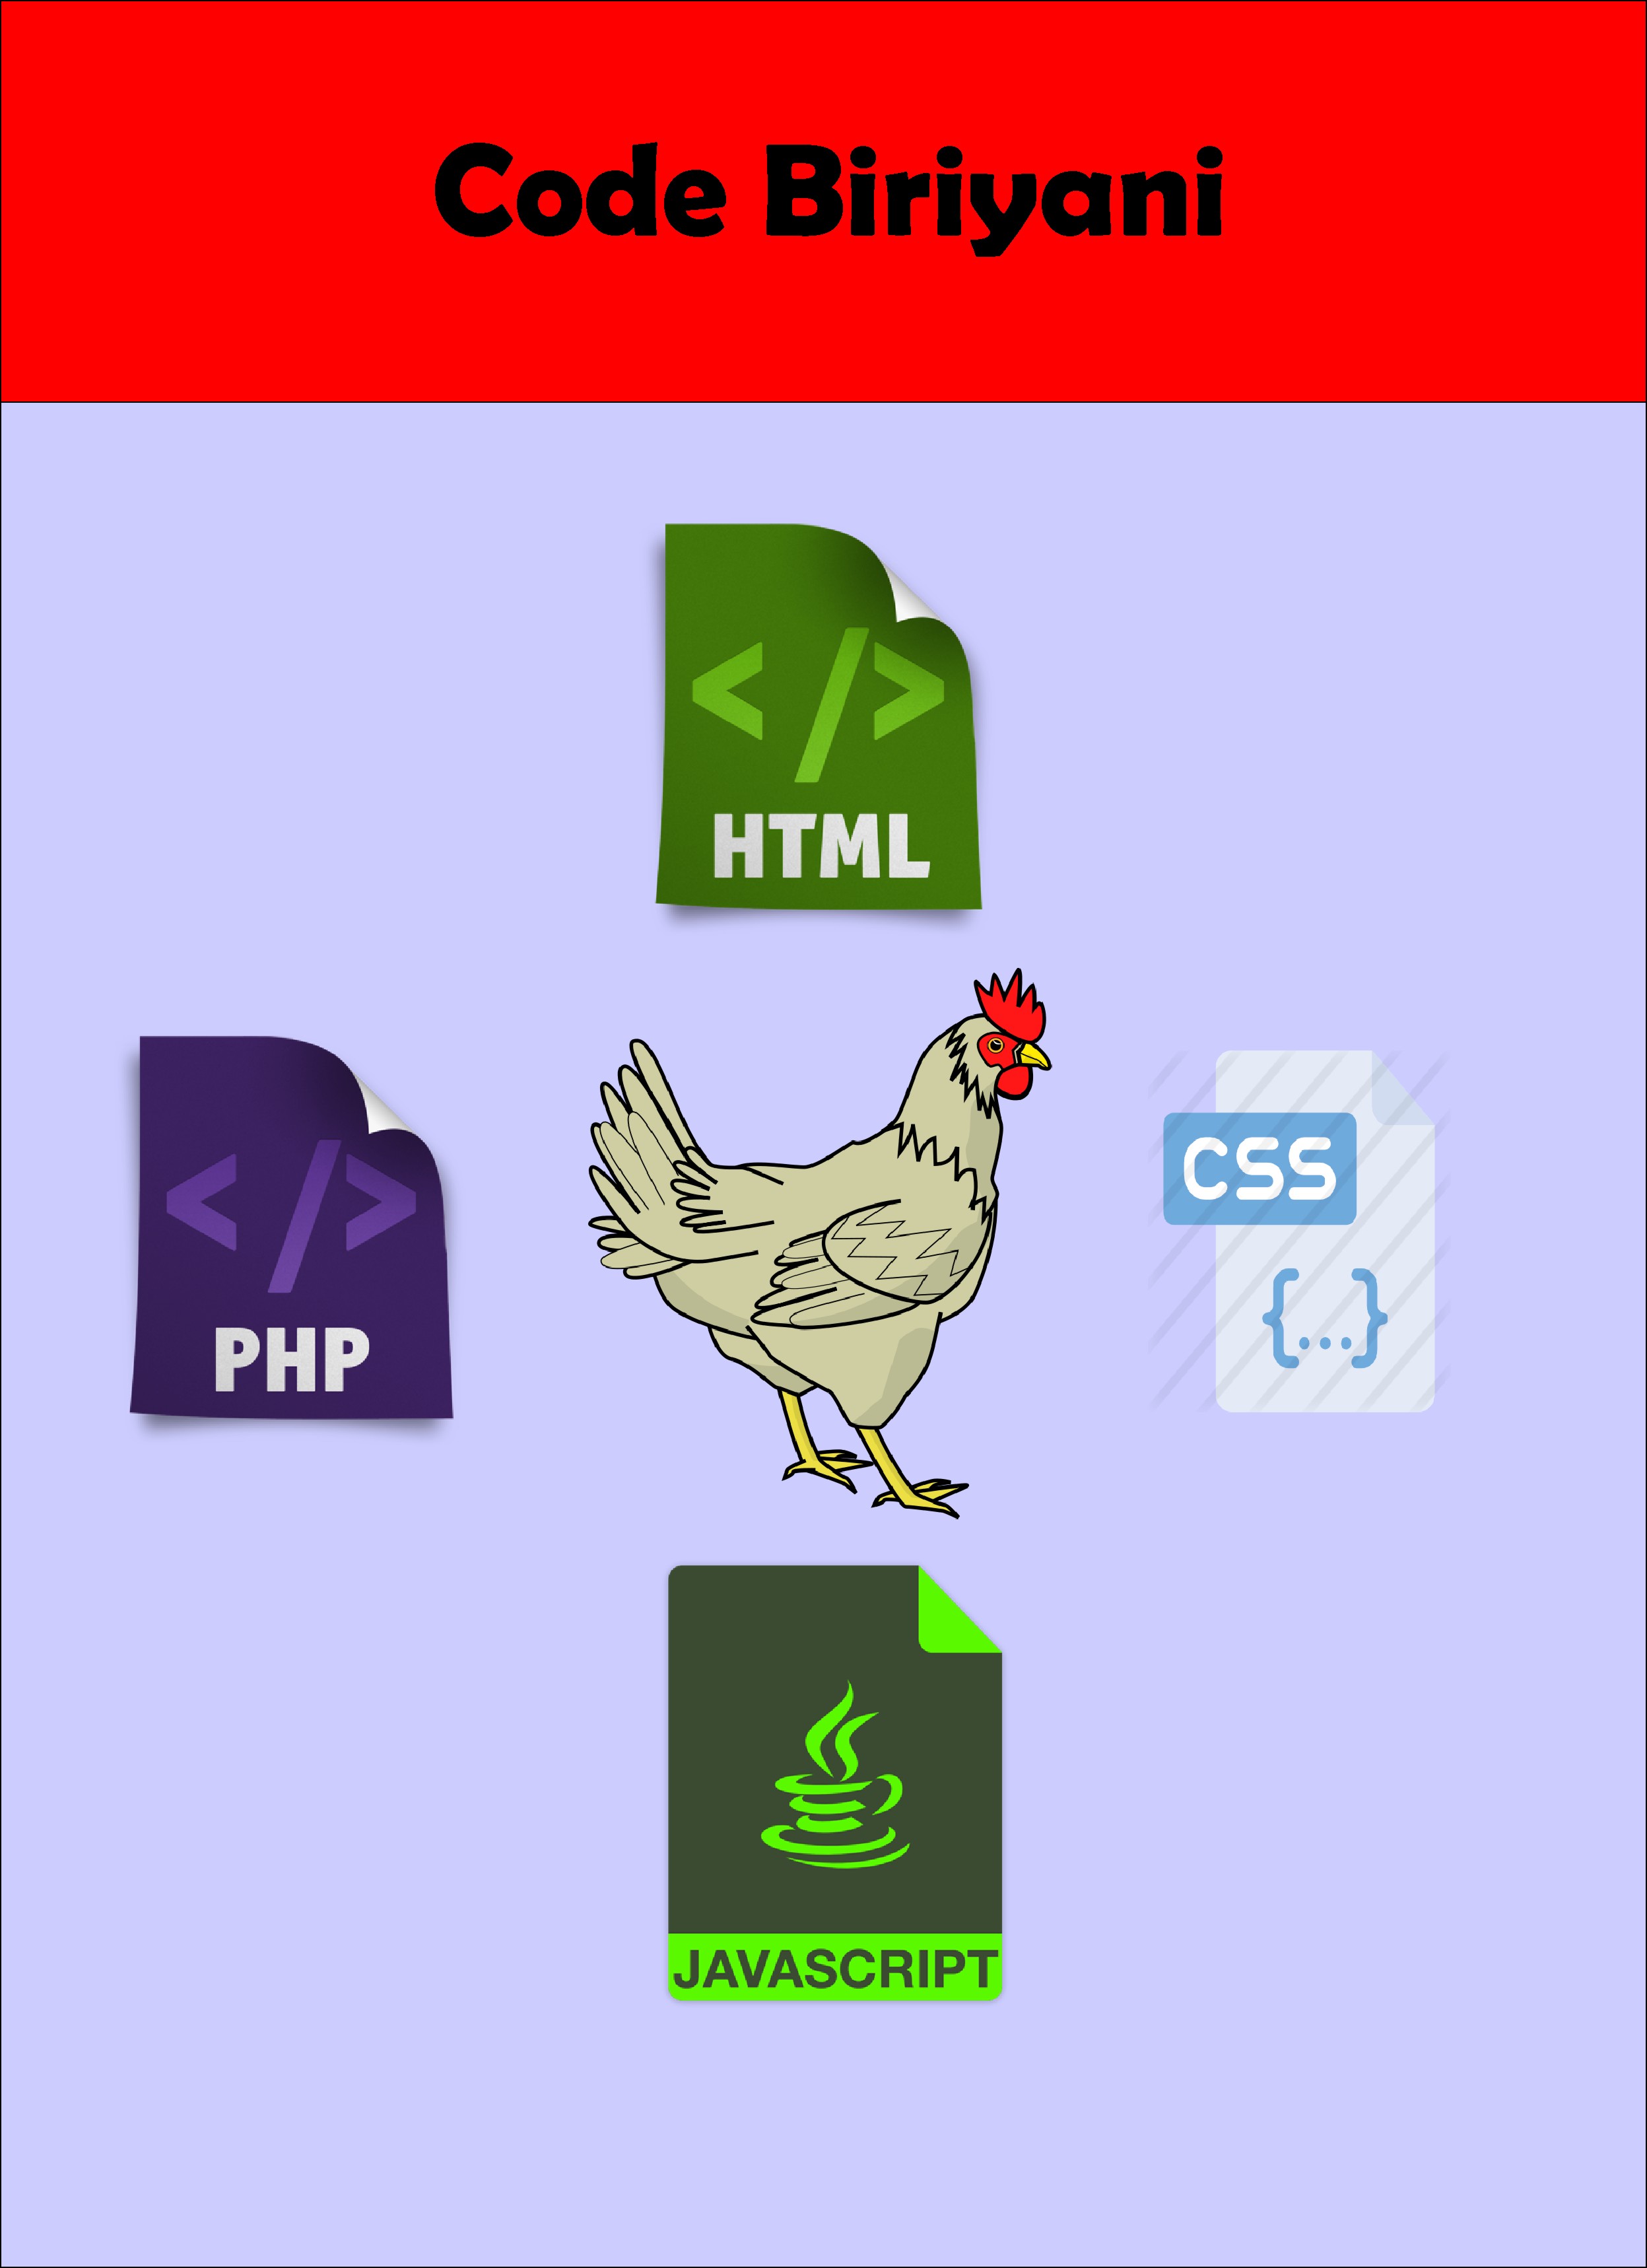 Code Biriyani
</>
HTML
</>
PHP
CSS
{...}
JAVASCRIPT